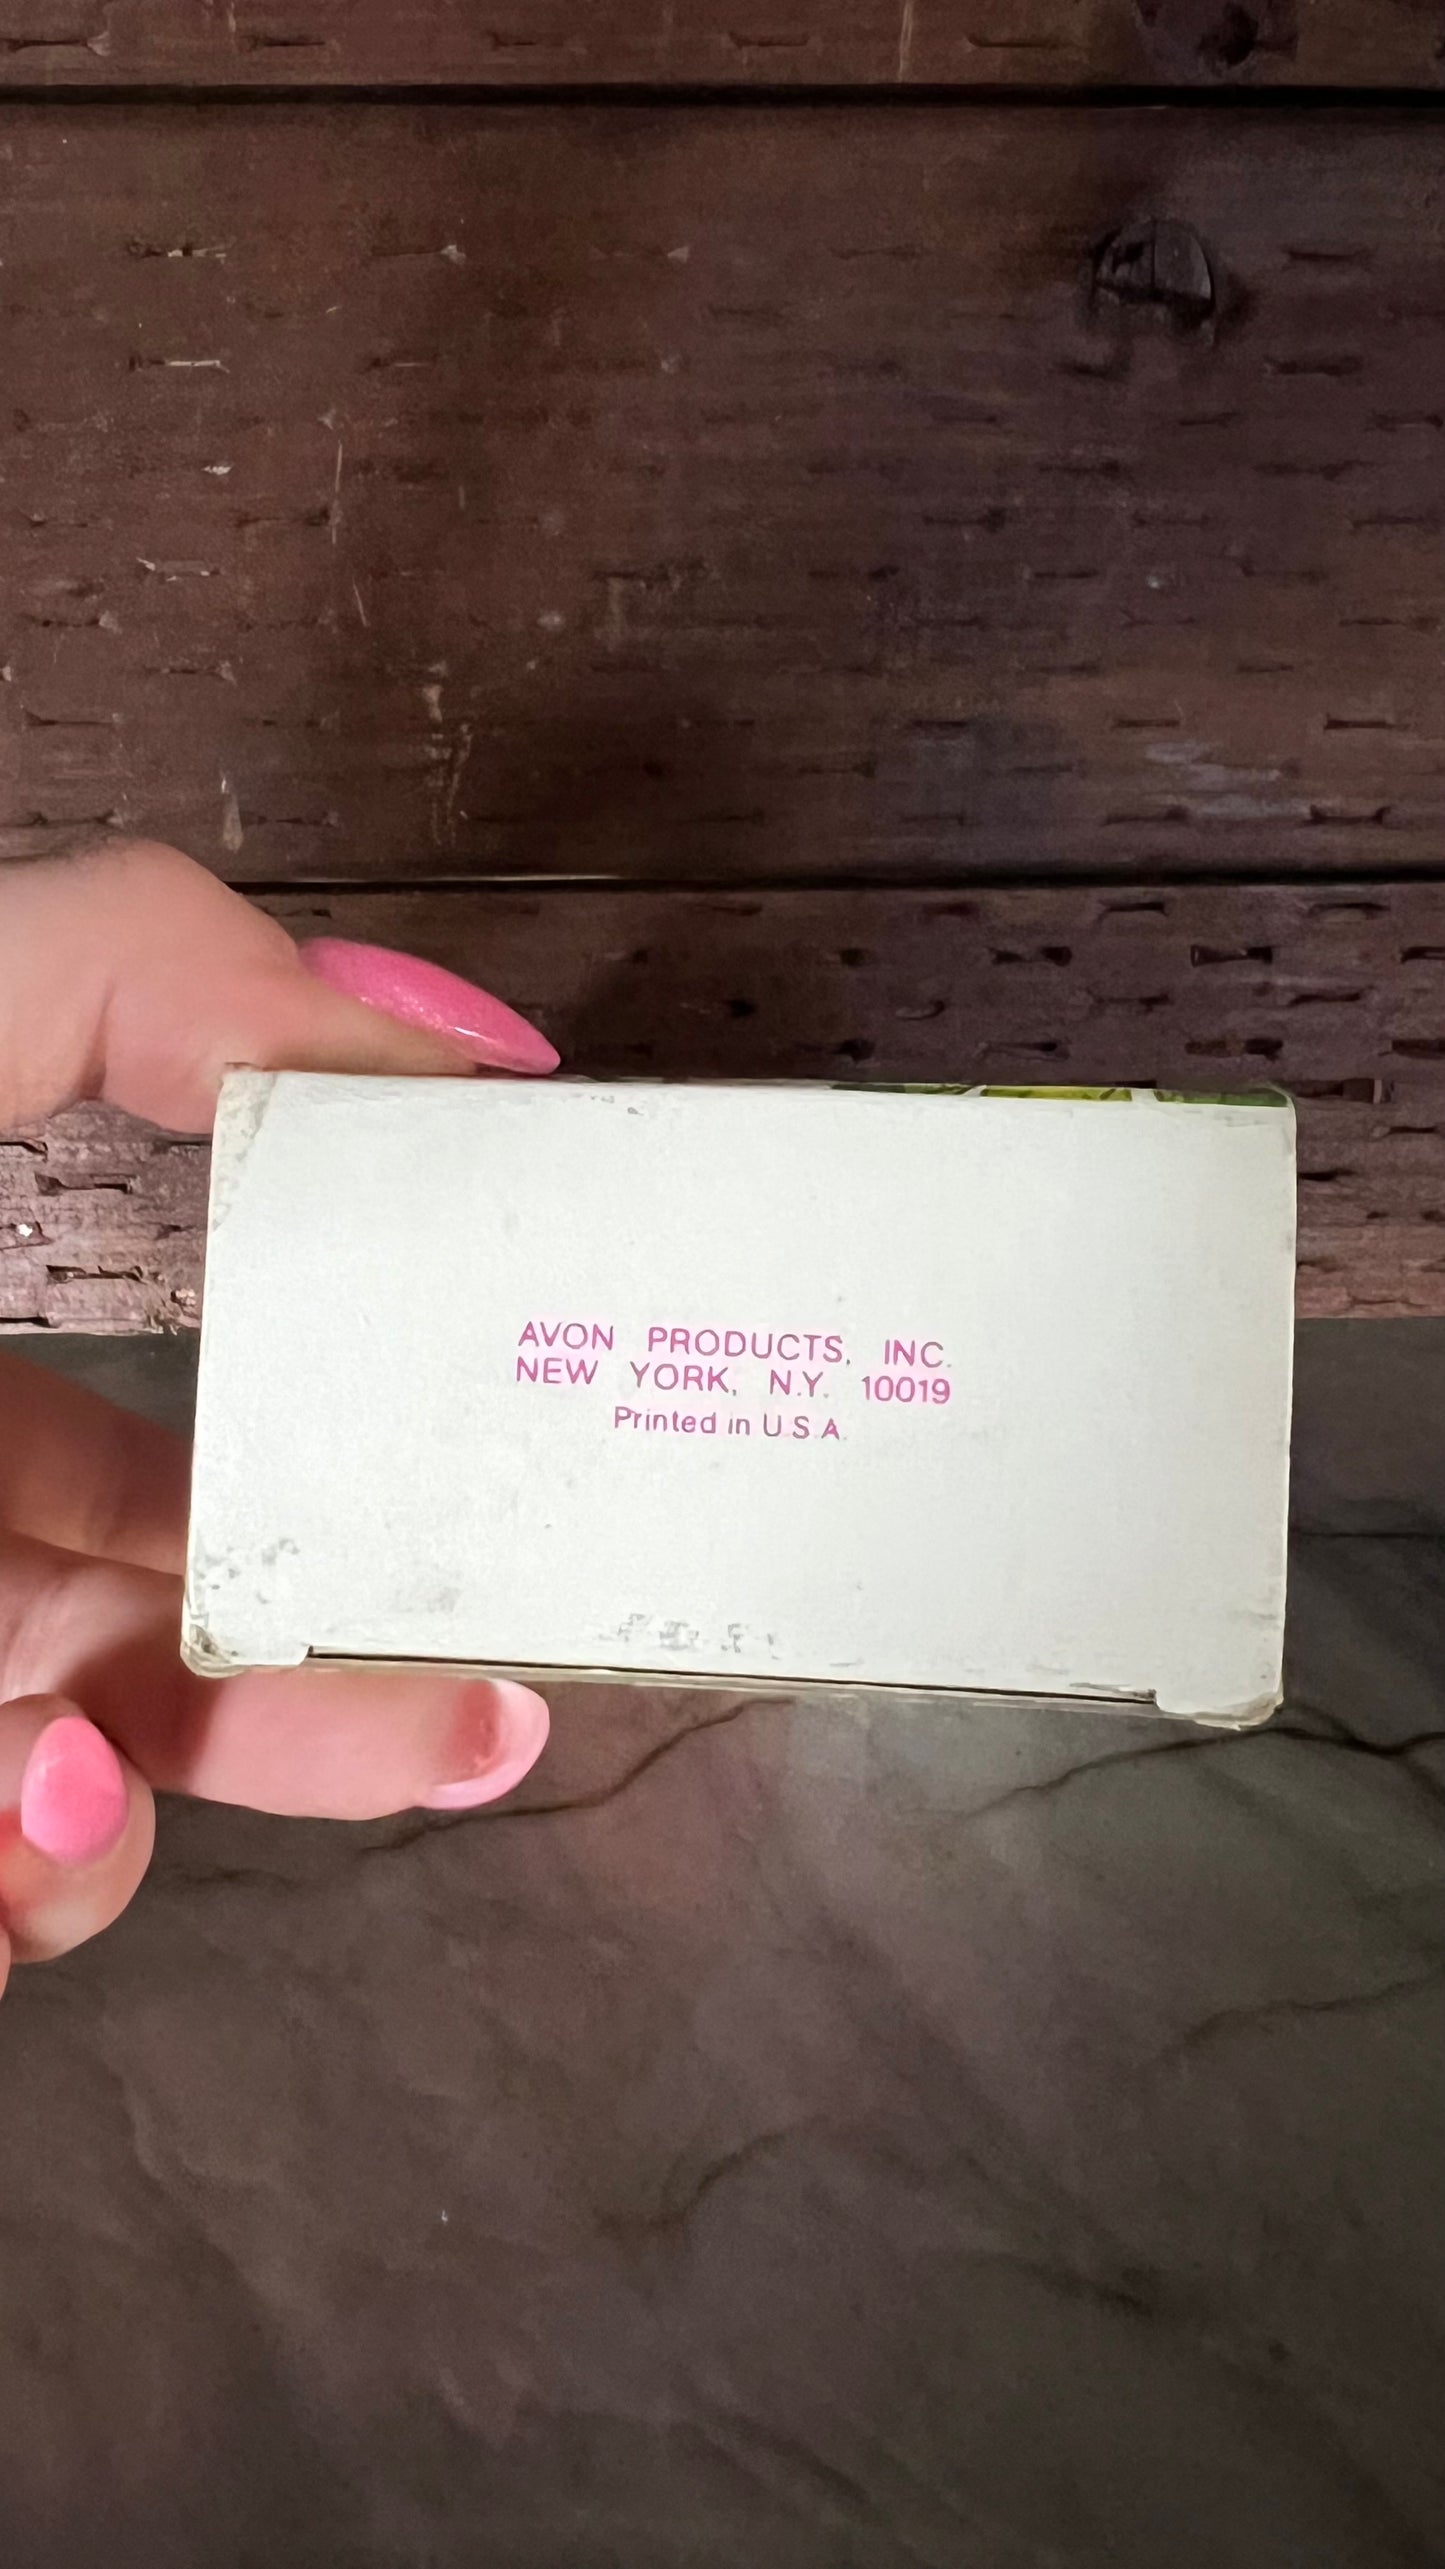 AVON PRODUCTS, INC.
NEW YORK, N.Y. 10019
Printed in U.S.A.